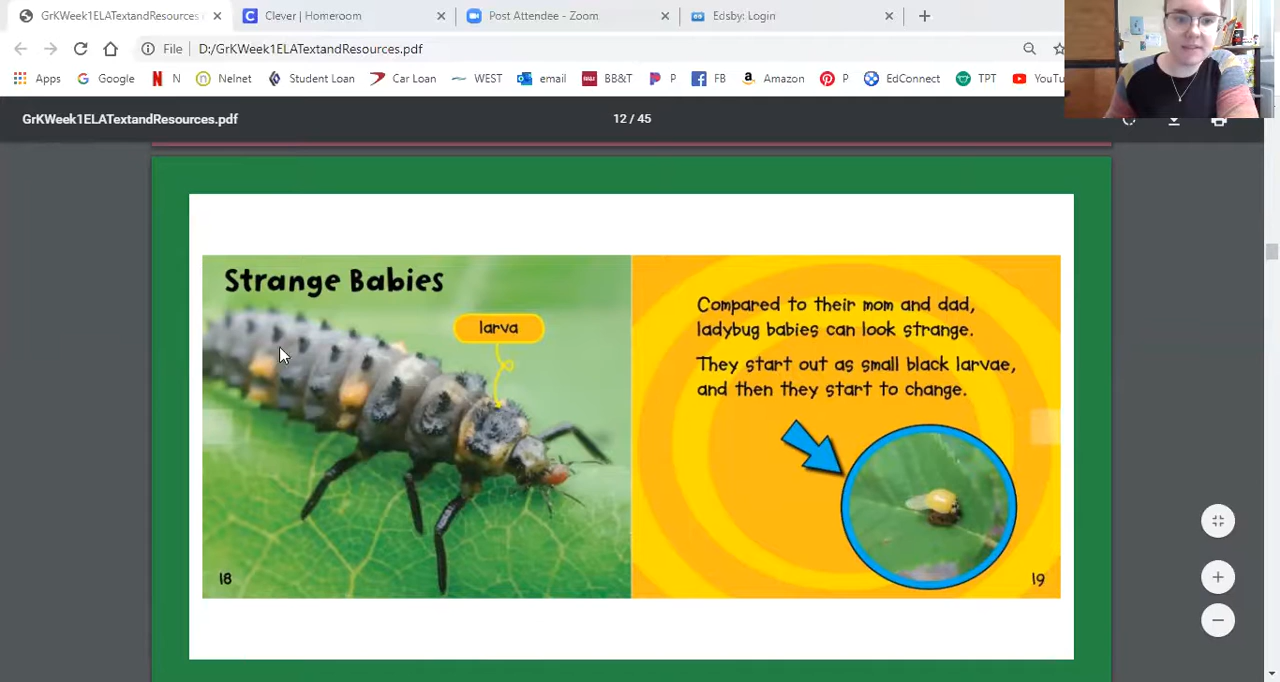 GrKWeek1ELATextandResources.
Clever | Homeroom
Post Attendee - Zoom
Edsby: Login
File
D:/GrKWeek1ELATextandResources.pdf
Apps
Google
N
Nelnet
Student Loan
Car Loan
WEST
email
BB&T
P
FB
Amazon
P
EdConnect
TPT
YouTu
GrKWeek1ELATextandResources.pdf
12 / 45
Strange Babies
larva
18
Compared to their mom and dad,
ladybug babies can look strange.
They start out as small black larvae,
and then they start to change.
19